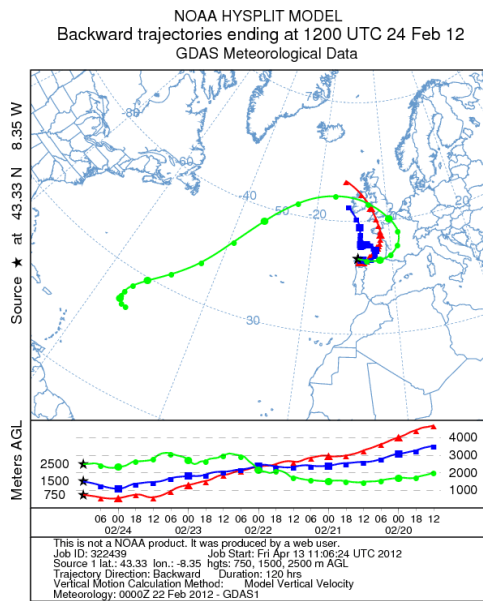 NOAA HYSPLIT MODEL
Backward trajectories ending at 1200 UTC 24 Feb 12
GDAS Meteorological Data
Source ★ at 43.33 N 8.35 W
-80
-70
-40
-50
-20
-30
30
Meters AGL
2500
1500
750
4000
3000
2000
1000
06 00 18 12 06 00 18 12 06 00 18 12 06 00 18 12 06 00 12
02/24 02/23 02/22 02/21 02/20
This is not a NOAA product. It was produced by a web user.
Job ID: 322439 Job Start: Fri Apr 13 11:06:24 UTC 2012
Source 1 lat.: 43.33 lon.: -8.35 hgts: 750, 1500, 2500 m AGL
Trajectory Direction: Backward Duration: 120 hrs
Vertical Motion Calculation Method: Model Vertical Velocity
Meteorology: 0000Z 22 Feb 2012 - GDAS1